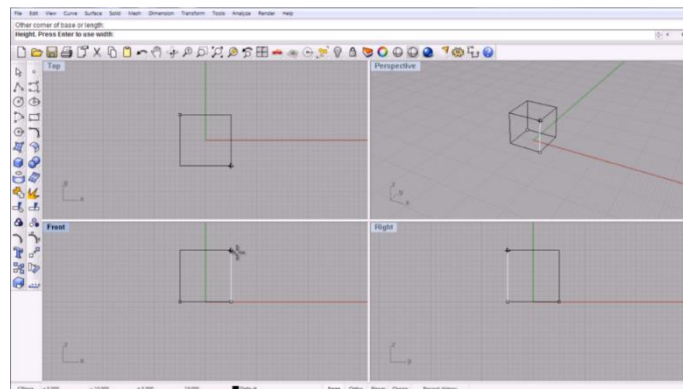 File Edit View Curve Surface Solid Mesh Dimension Transform Tools Analyze Render Help
Other corner of base or length:
Height. Press Enter to use width:
Top
Perspective
y
x
z
y
x
Front
Right
z
x
z
y
Default